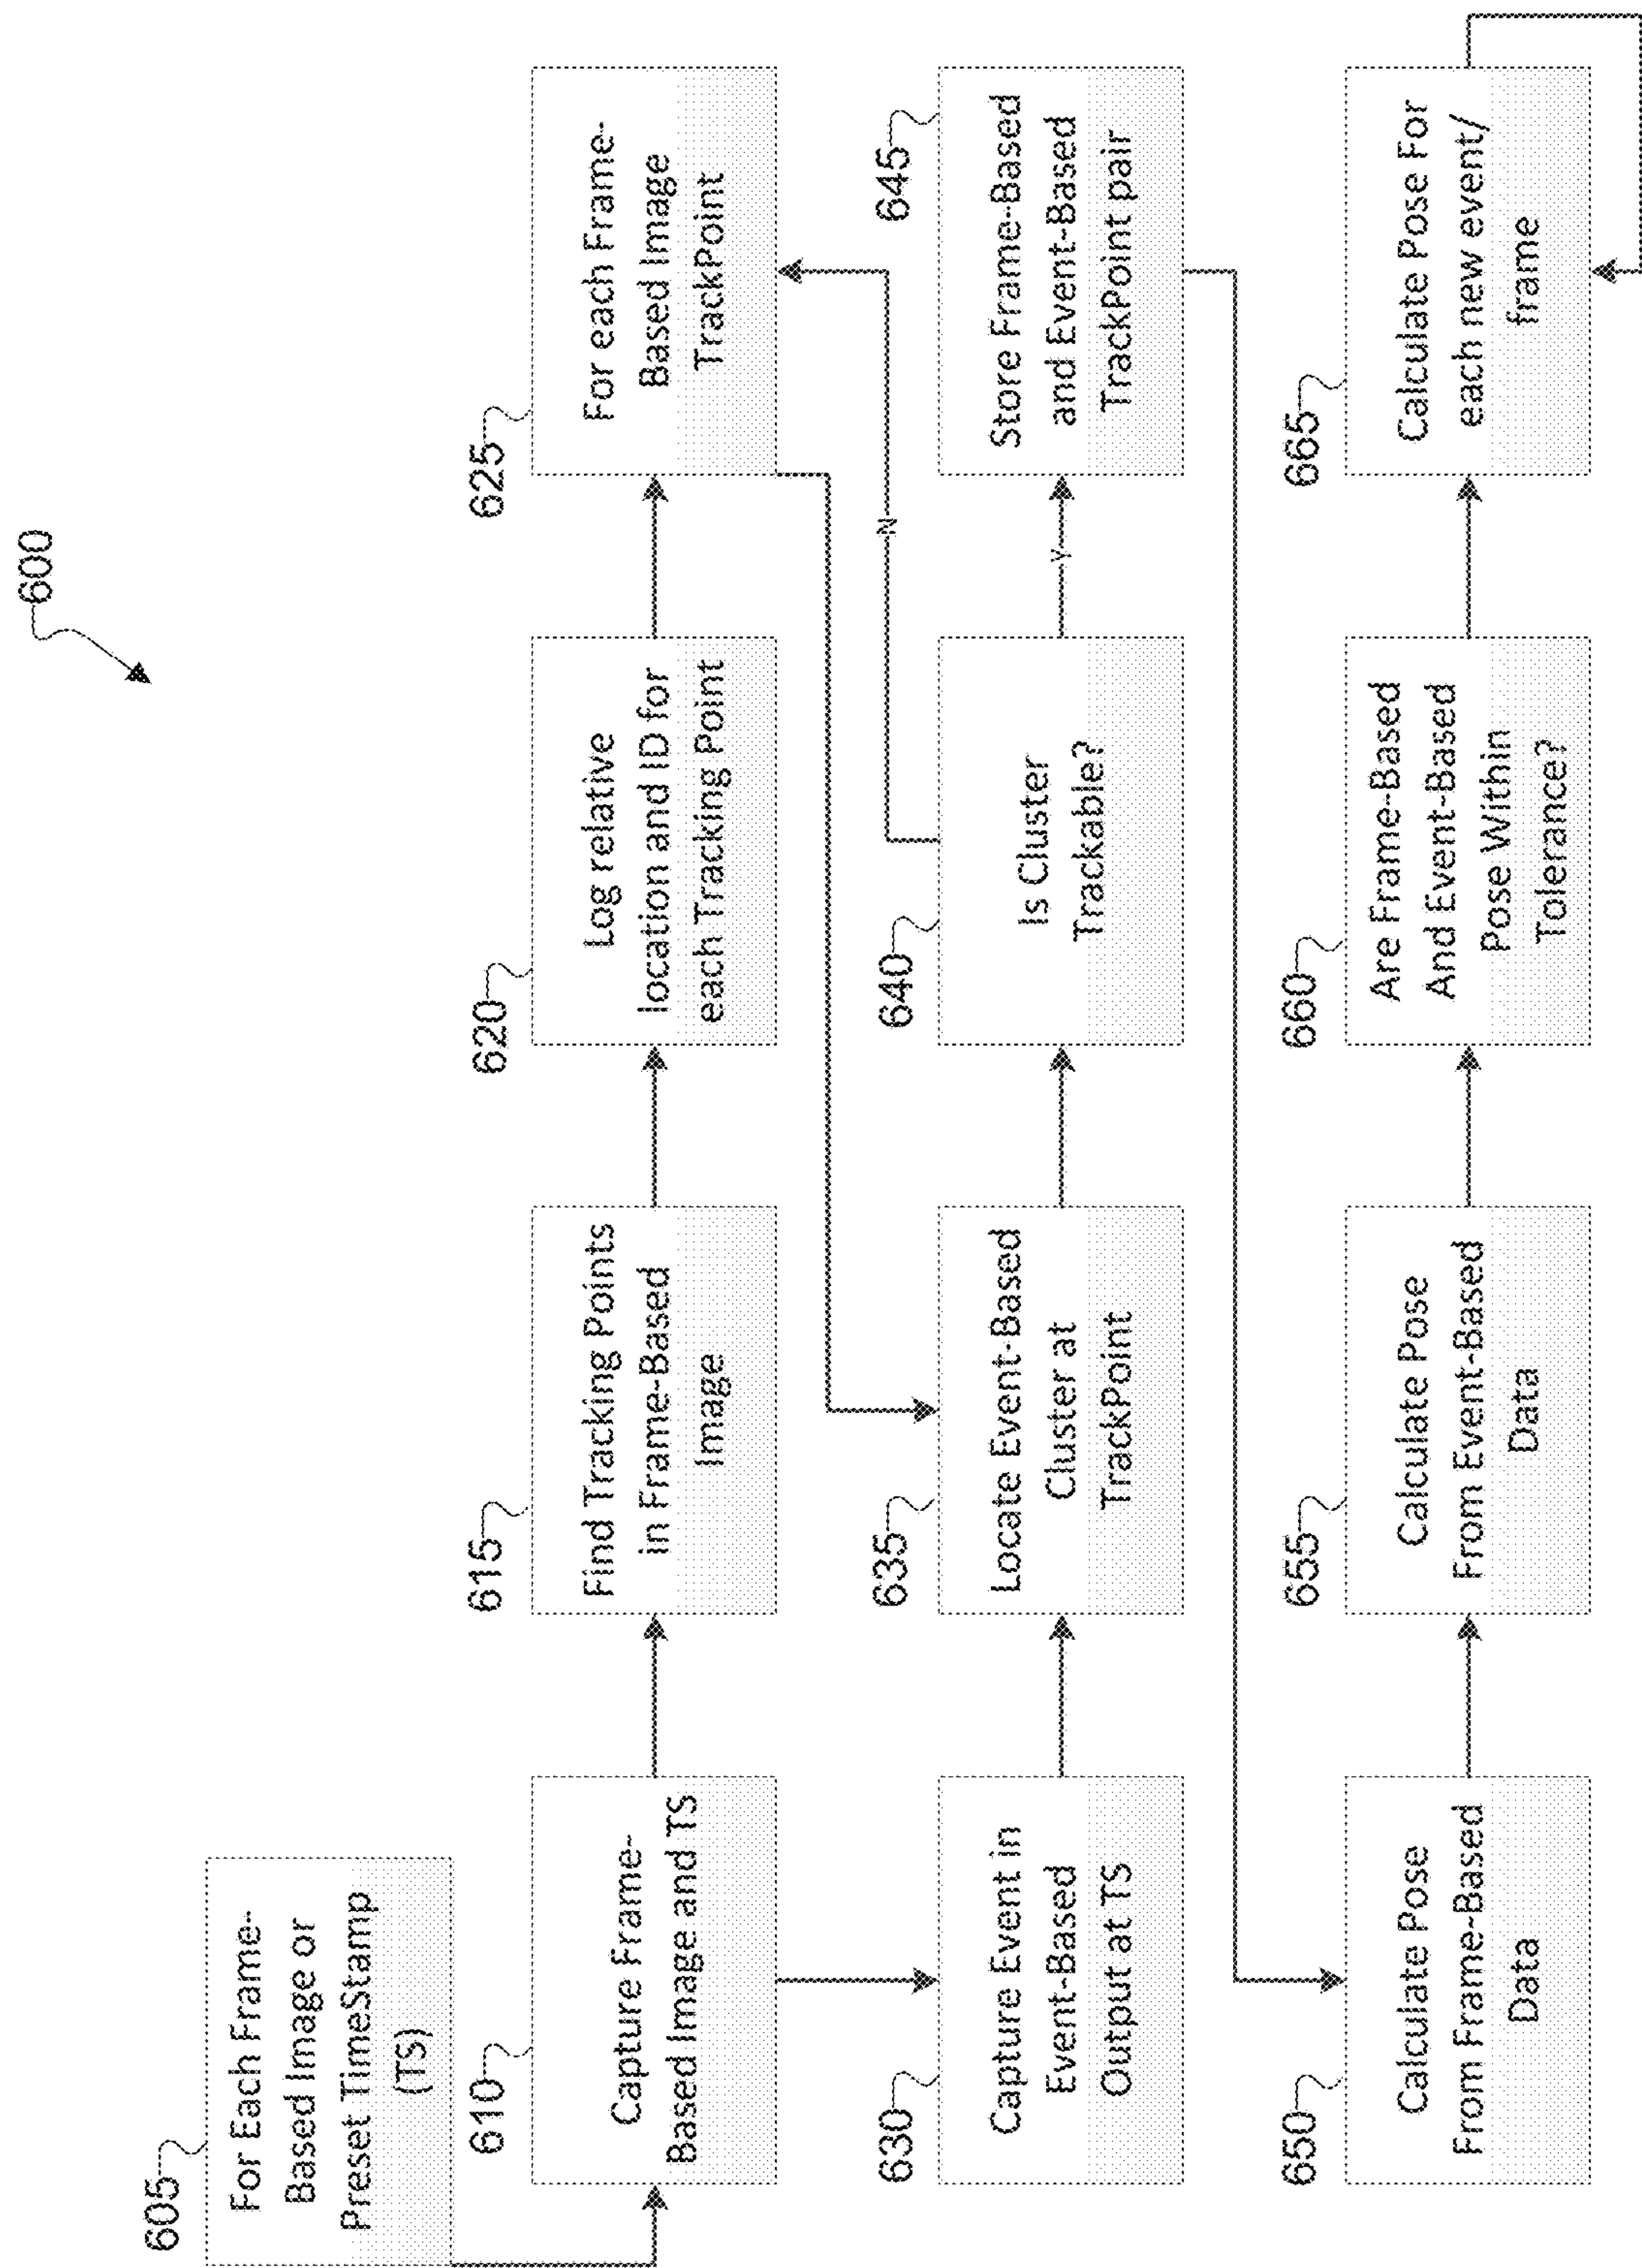 600
605
For Each Frame-
Based Image or
Preset TimeStamp
(TS)
610
Capture Frame-
Based Image and TS
615
Find Tracking Points
in Frame-Based
Image
620
Log relative
location and ID for
each Tracking Point
625
For each Frame-
Based Image
TrackPoint
630
Capture Event in
Event-Based
Output at TS
635
Locate Event-Based
Cluster at
TrackPoint
640
Is Cluster
Trackable?
N
Y
645
Store Frame-Based
and Event-Based
TrackPoint pair
650
Calculate Pose
From Frame-Based
Data
655
Calculate Pose
From Event-Based
Data
660
Are Frame-Based
And Event-Based
Pose Within
Tolerance?
665
Calculate Pose For
each new event/
frame